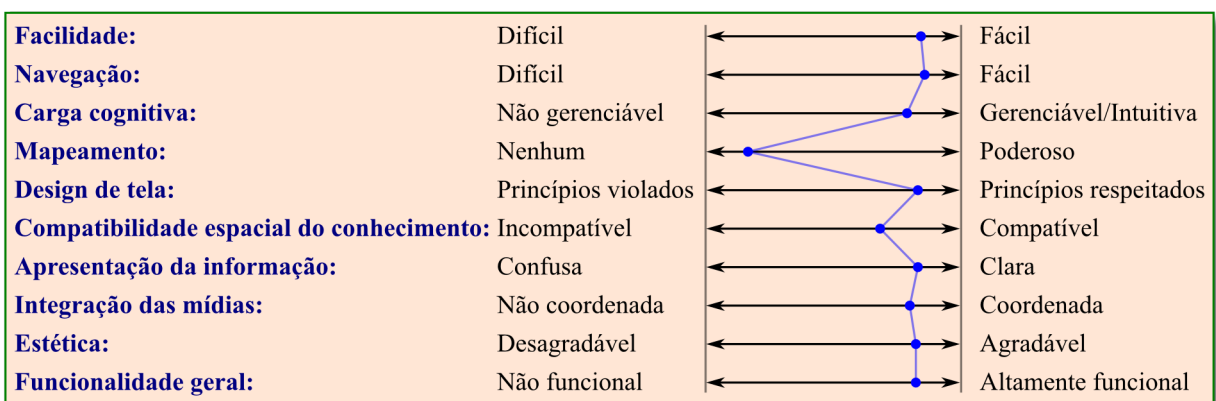 Facilidade: Difícil Fácil
Navegação: Difícil Fácil
Carga cognitiva: Não gerenciável Gerenciável/Intuitiva
Mapeamento: Nenhum Poderoso
Design de tela: Princípios violados Princípios respeitados
Compatibilidade espacial do conhecimento: Incompatível Compatível
Apresentação da informação: Confusa Clara
Integração das mídias: Não coordenada Coordenada
Estética: Desagradável Agradável
Funcionalidade geral: Não funcional Altamente funcional